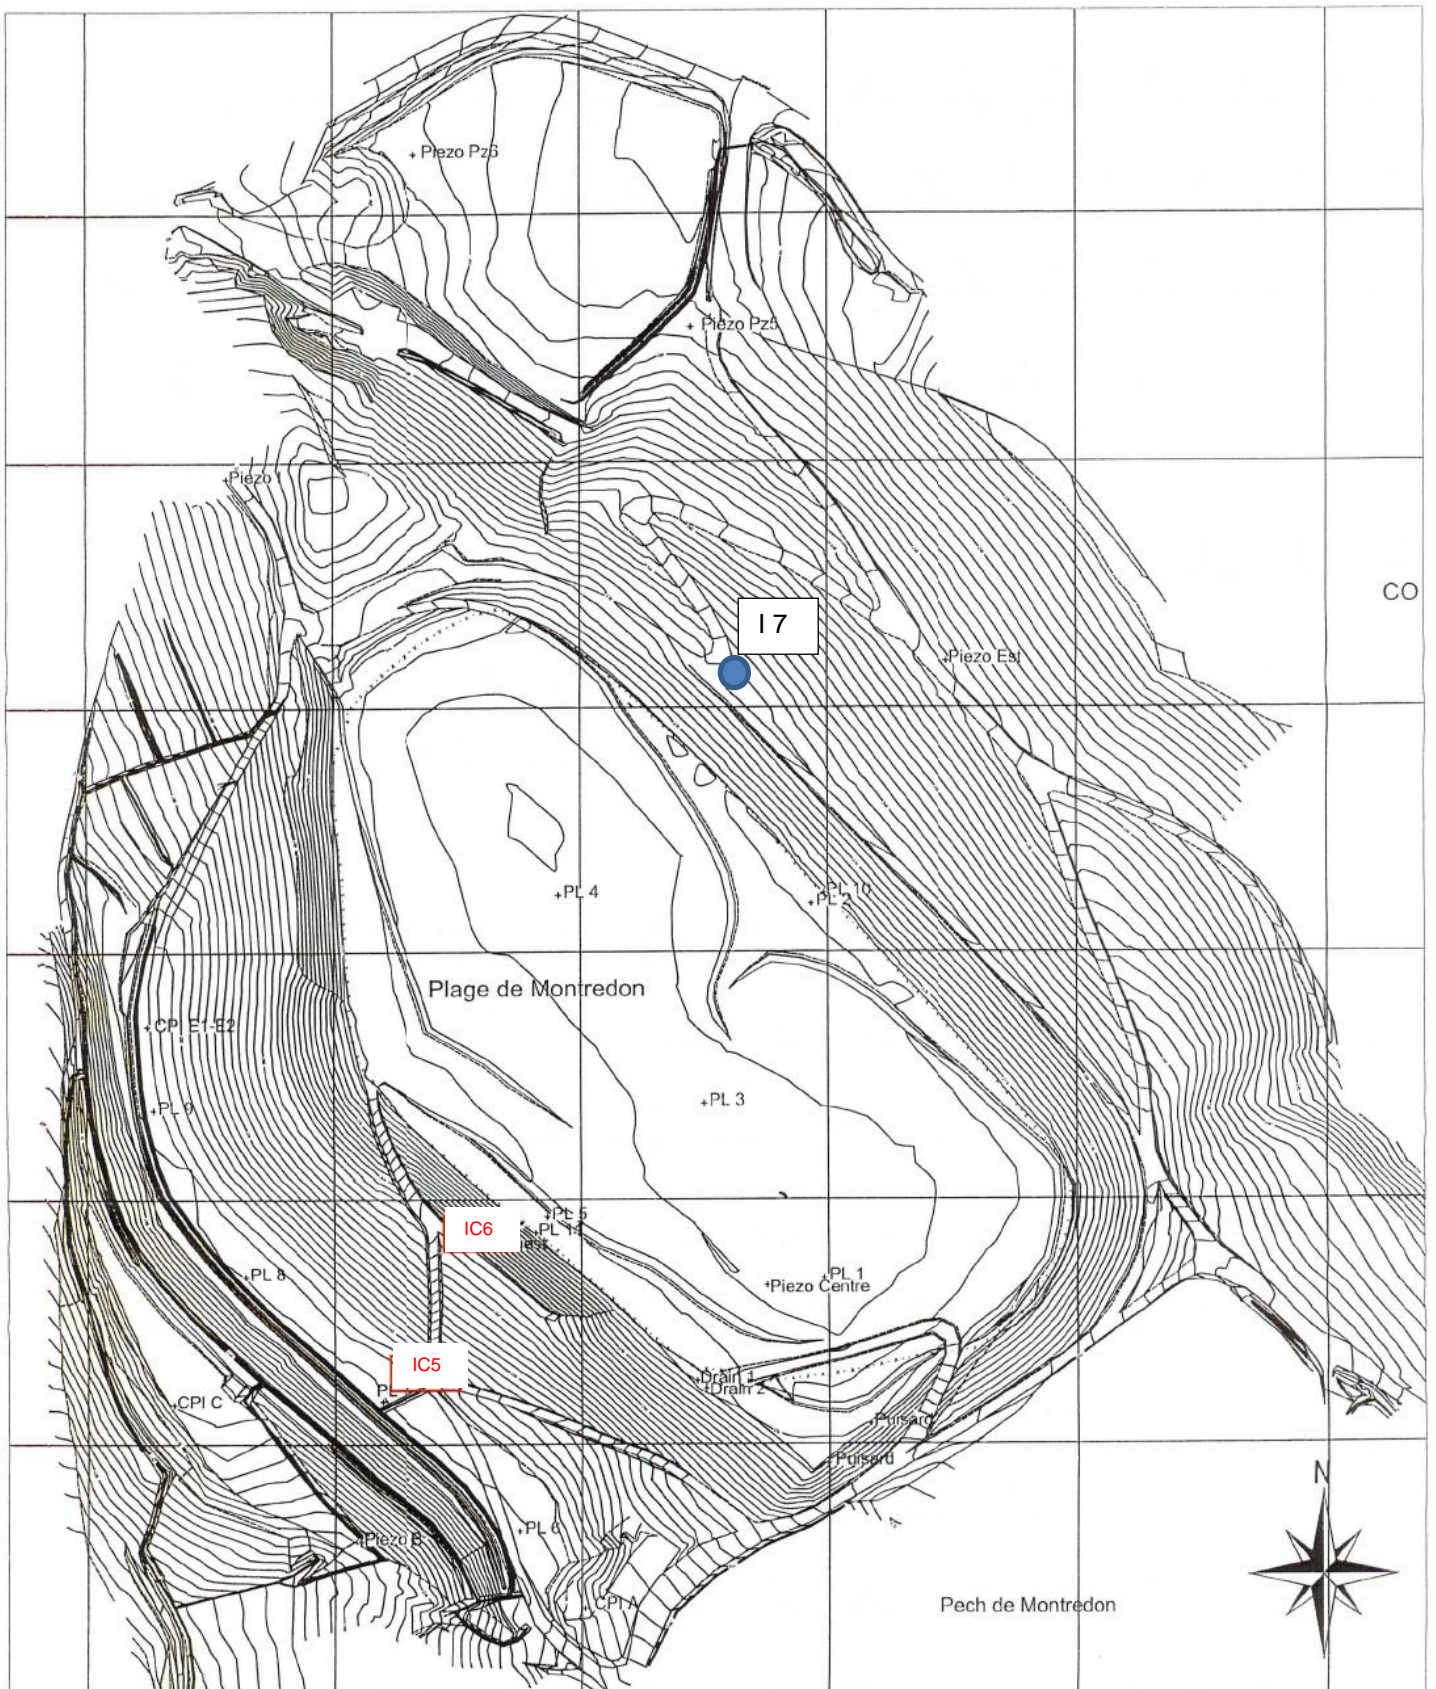 Piezo Pz6
Piezo Pz5
Piezo I
CO
I 7
Piezo Est
PL 4
PL 10
PL 2
Plage de Montredon
CPI E1-E2
PL 9
PL 3
PL 5
IC6
PL 8
PL 1
Piezo Centre
IC5
Drain 1
Drain 2
PL
CPI C
Puisard
Puisard
N
PL 6
Piezo B
CPI A
Pech de Montredon